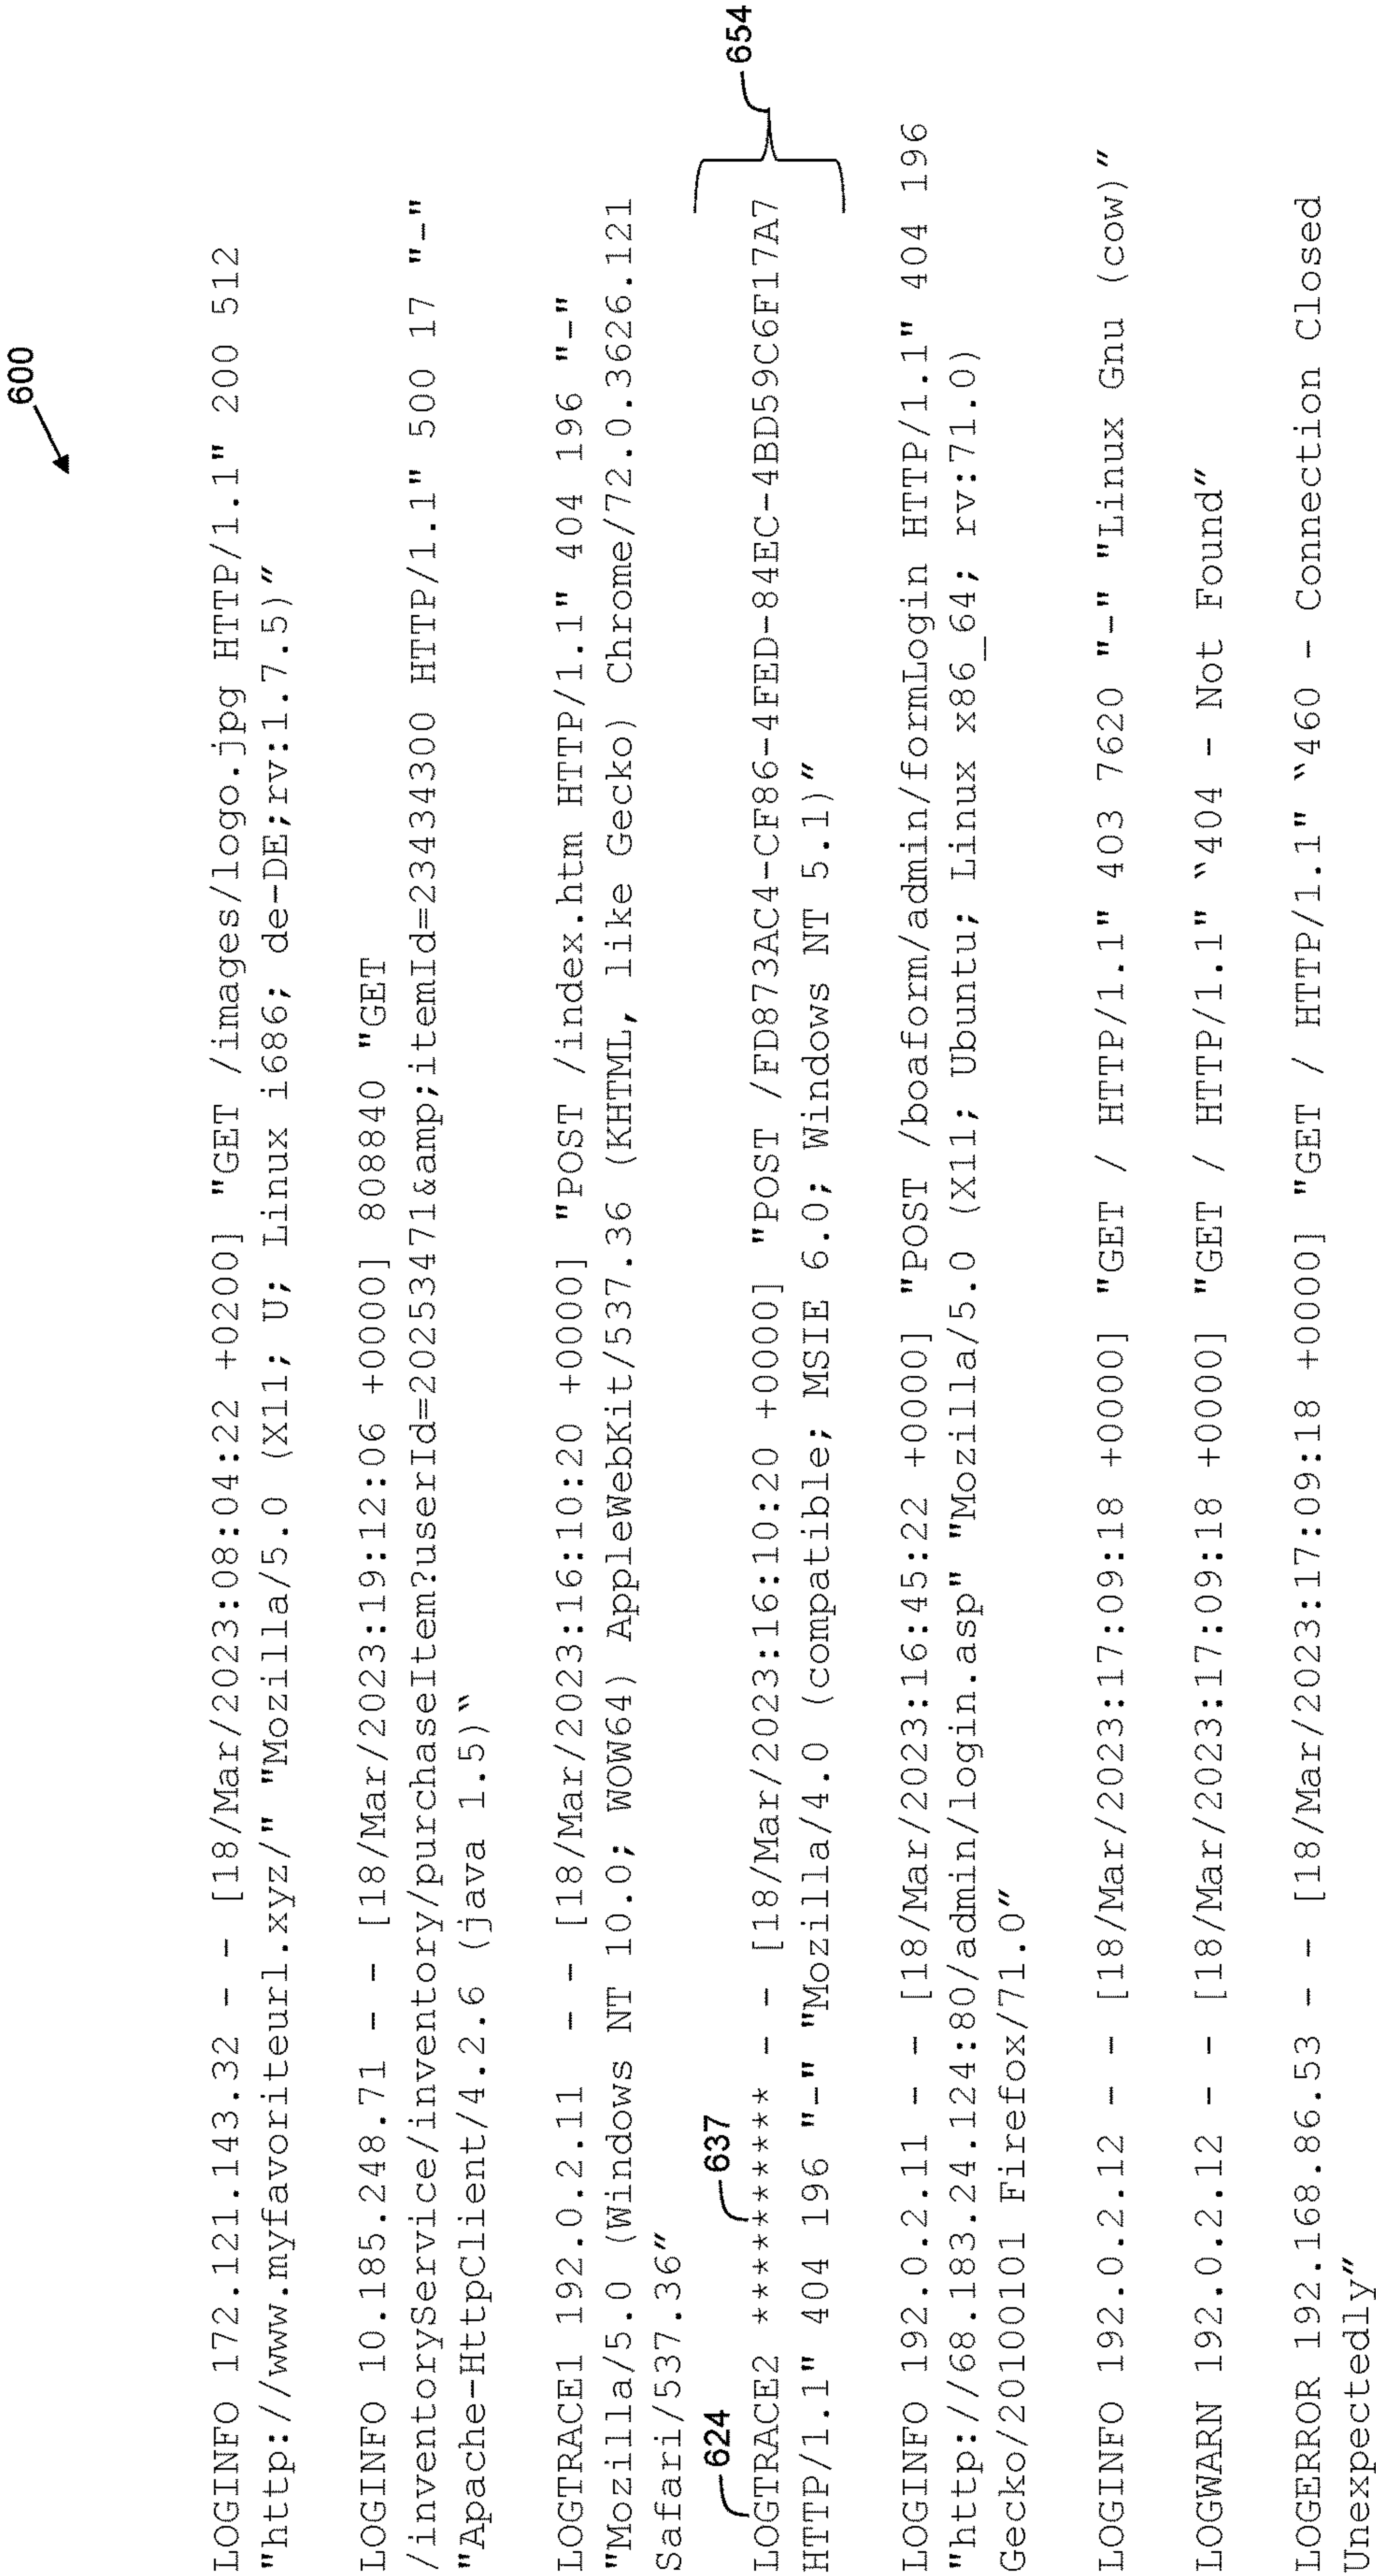 600
LOGINFO 172.121.143.32 - - [18/Mar/2023:08:04:22 +0200] "GET /images/logo.jpg HTTP/1.1" 200 512
"http://www.myfavoriteurl.xyz/" "Mozilla/5.0 (X11; U; Linux i686; de-DE;rv:1.7.5)”
LOGINFO 10.185.248.71 - - [18/Mar/2023:19:12:06 +0000] 808840 "GET
/inventoryService/inventory/purchaseItem?userId=20253471&amp;itemId=23434300 HTTP/1.1" 500 17 "-"
"Apache-HttpClient/4.2.6 (java 1.5)“
LOGTRACE1 192.0.2.11 - - [18/Mar/2023:16:10:20 +0000] "POST /index.htm HTTP/1.1" 404 196 "-"
"Mozilla/5.0 (Windows NT 10.0; WOW64) AppleWebKit/537.36 (KHTML, like Gecko) Chrome/72.0.3626.121
Safari/537.36”
624 637
LOGTRACE2 ********** - - [18/Mar/2023:16:10:20 +0000] "POST /FD873AC4-CF86-4FED-84EC-4BD59C6F17A7
HTTP/1.1" 404 196 "-" "Mozilla/4.0 (compatible; MSIE 6.0; Windows NT 5.1)”
654
LOGINFO 192.0.2.11 - - [18/Mar/2023:16:45:22 +0000] "POST /boaform/admin/formLogin HTTP/1.1" 404 196
"http://68.183.24.124:80/admin/login.asp" "Mozilla/5.0 (X11; Ubuntu; Linux x86_64; rv:71.0)
Gecko/20100101 Firefox/71.0”
LOGINFO 192.0.2.12 - - [18/Mar/2023:17:09:18 +0000] "GET / HTTP/1.1" 403 7620 "-" "Linux Gnu (cow)”
LOGWARN 192.0.2.12 - - [18/Mar/2023:17:09:18 +0000] "GET / HTTP/1.1" “404 - Not Found”
LOGERROR 192.168.86.53 - - [18/Mar/2023:17:09:18 +0000] "GET / HTTP/1.1" “460 - Connection Closed
Unexpectedly”